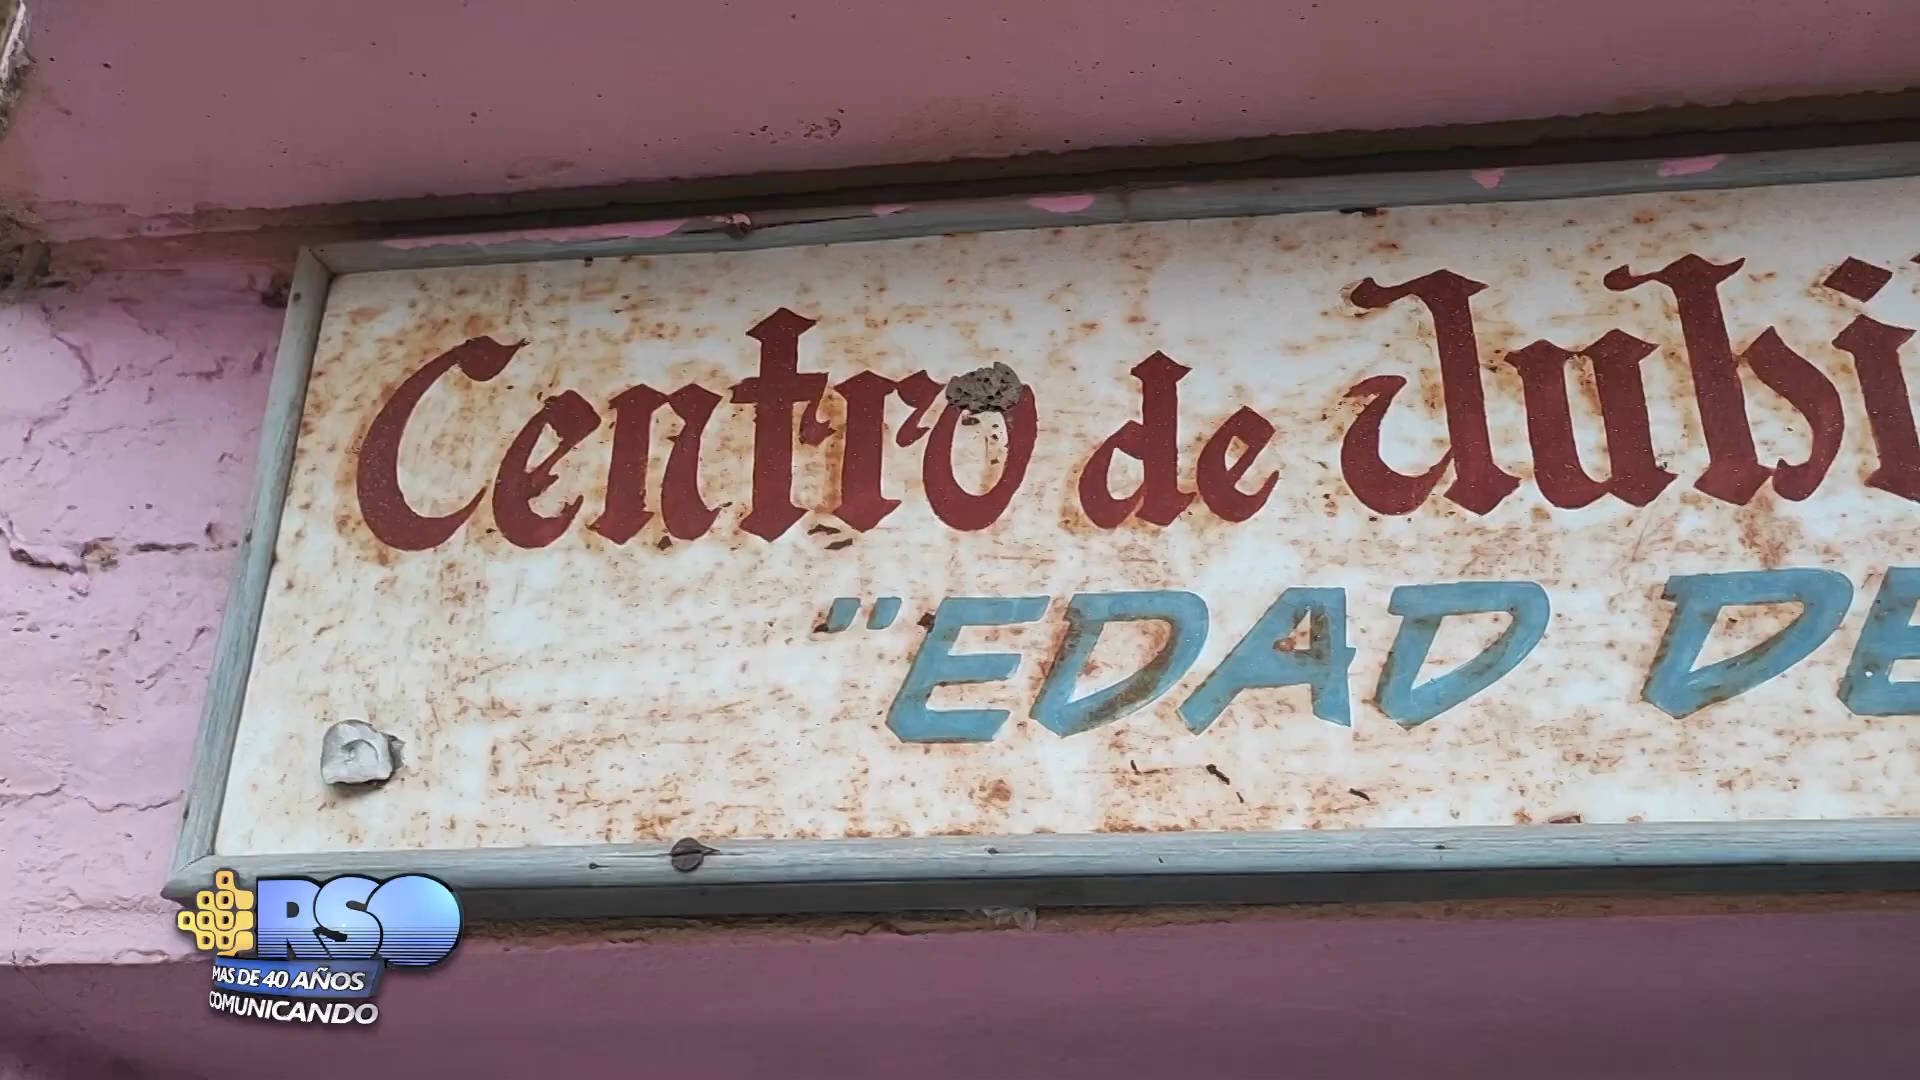 Centro de Jubi
"EDAD DE
RSO
MAS DE 40 AÑOS
COMUNICANDO